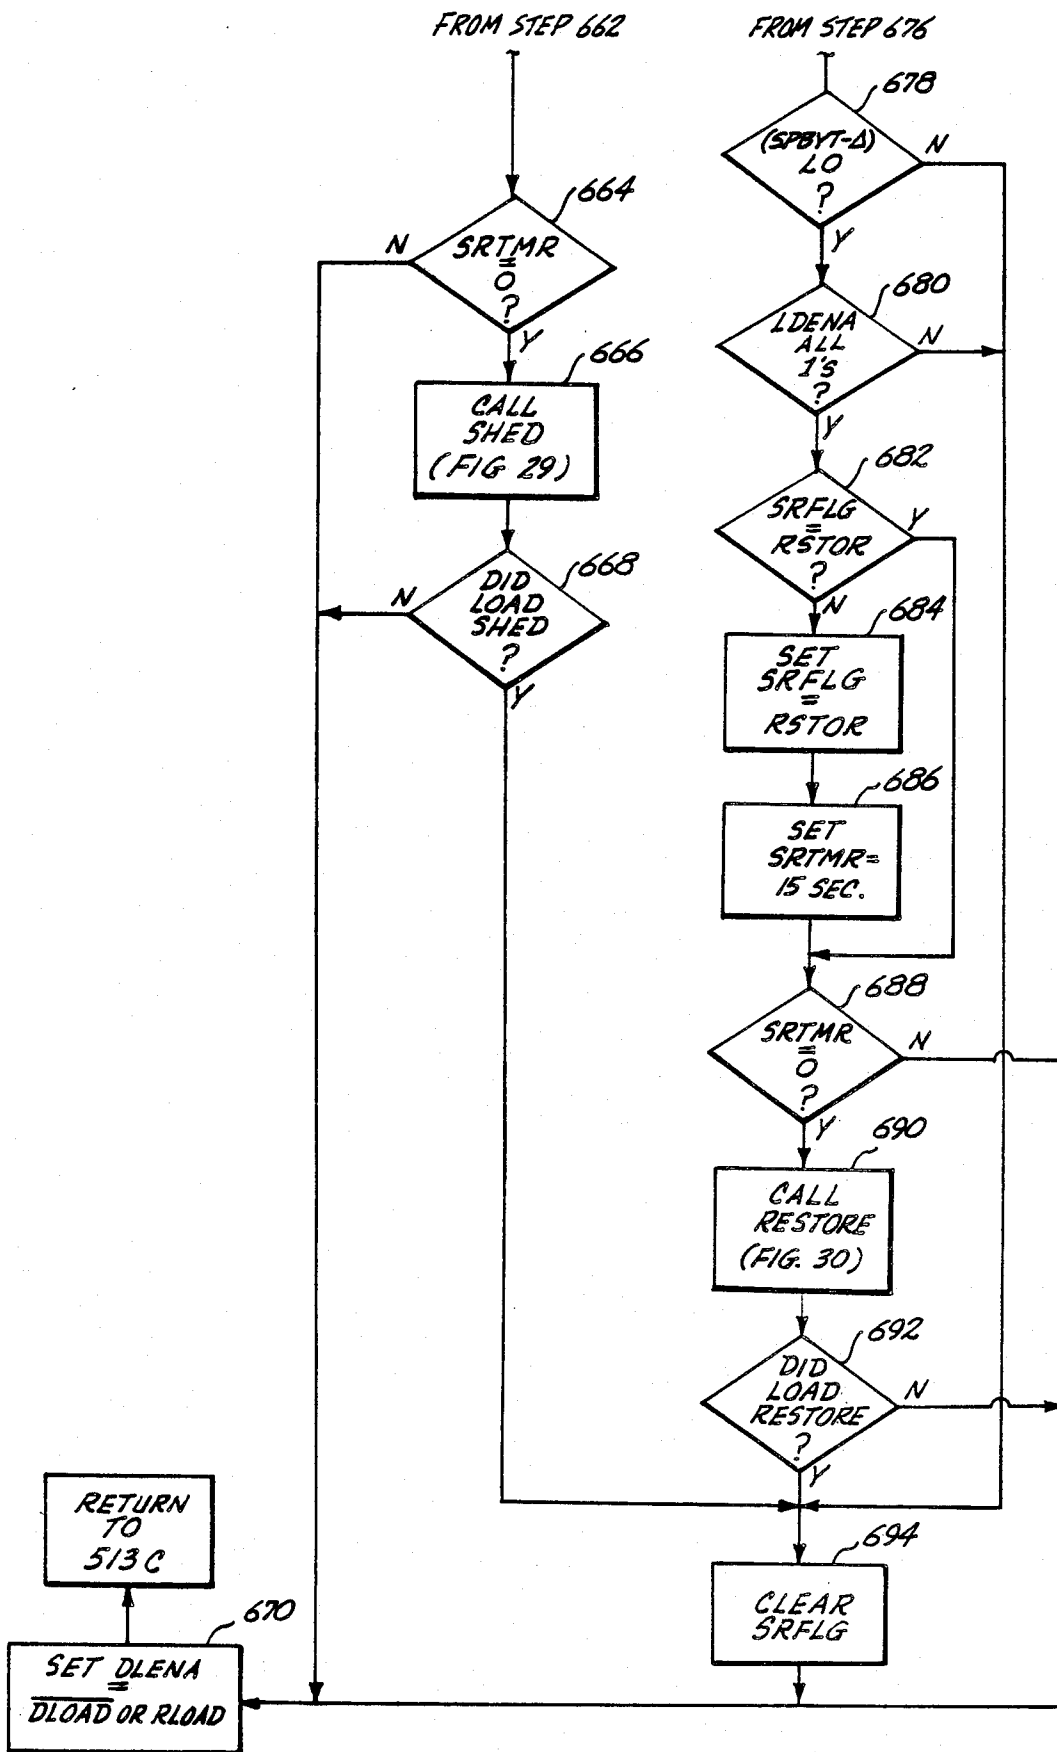 FROM STEP 662
664
N
SRTMR
=
0
?
Y
666
CALL
SHED
(FIG 29)
668
N
DID
LOAD
SHED
?
Y
FROM STEP 676
678
(SPBYT-Δ)
LO
?
N
Y
680
LDENA
ALL
1'S
?
N
Y
682
SRFLG
=
RSTOR
?
Y
N
684
SET
SRFLG
=
RSTOR
686
SET
SRTMR=
15 SEC.
688
SRTMR
=
0
?
N
Y
690
CALL
RESTORE
(FIG. 30)
692
DID
LOAD
RESTORE
?
N
Y
694
CLEAR
SRFLG
RETURN
TO
513 C
670
SET DLENA
=
D̅L̅O̅A̅D̅ OR RLOAD